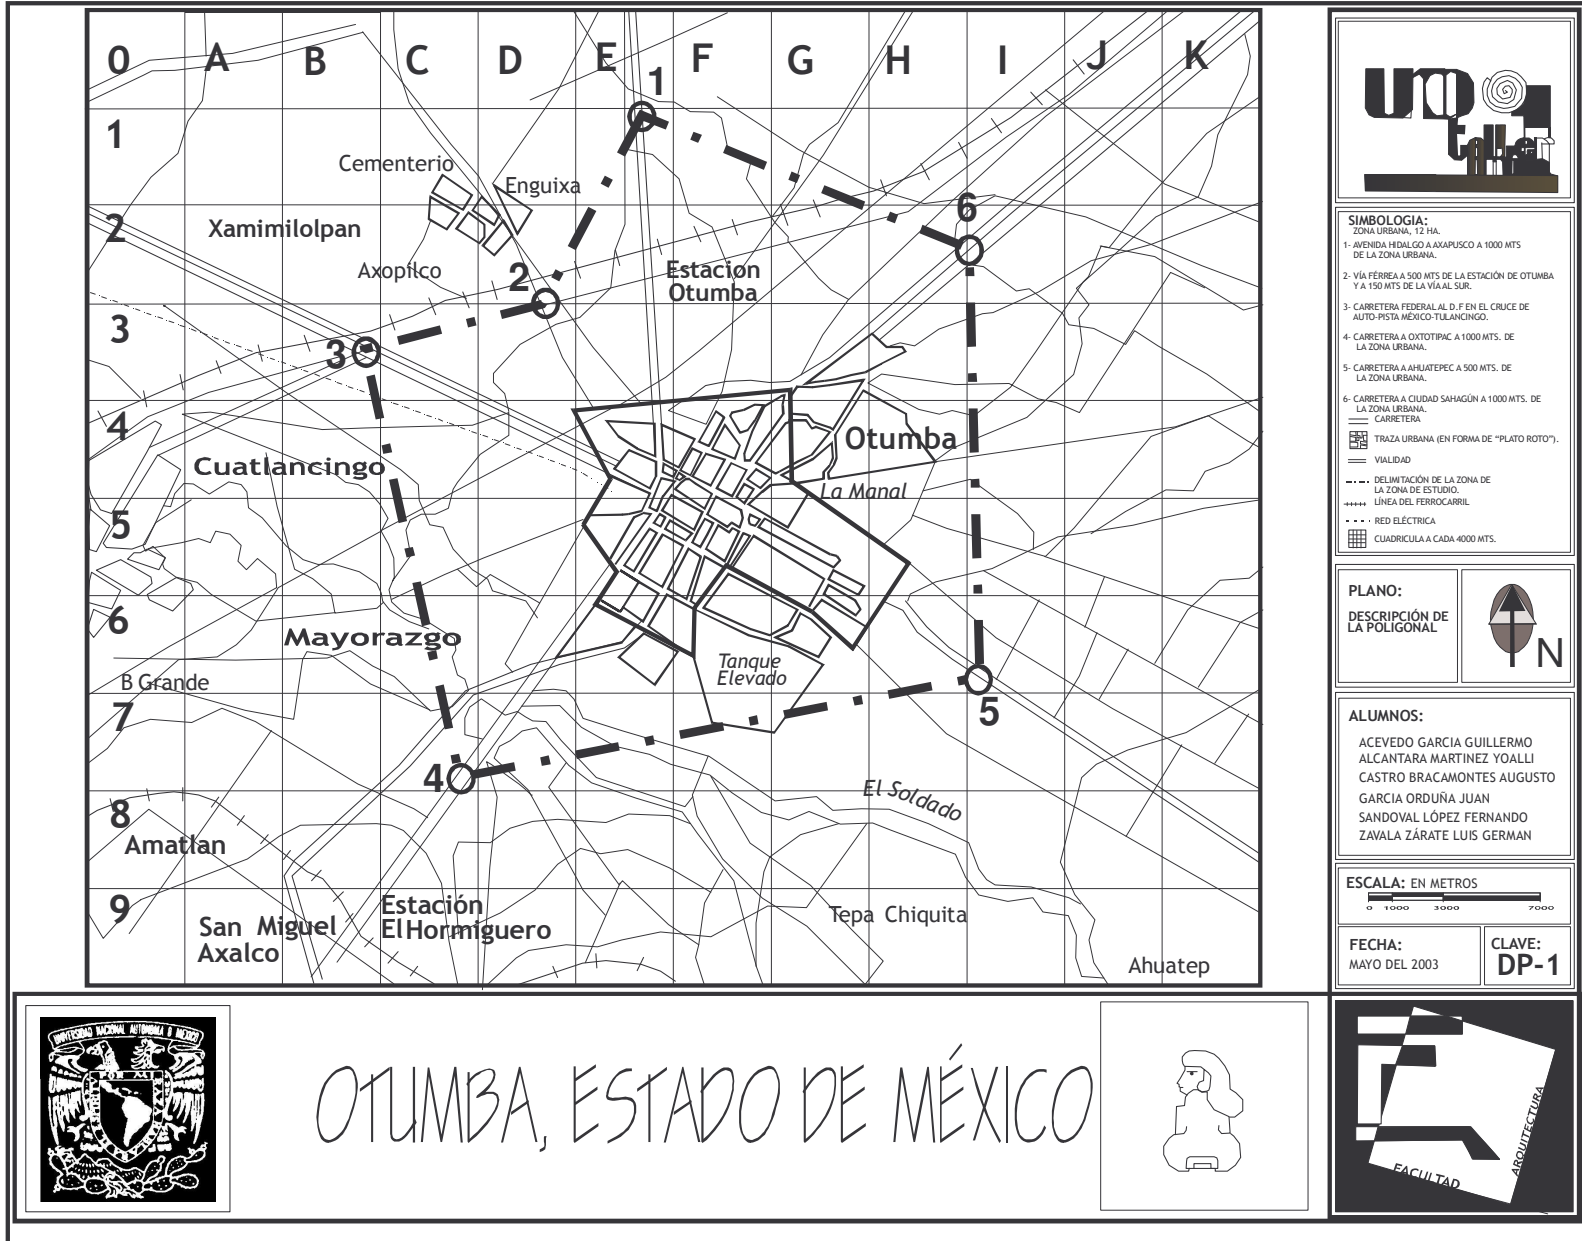 0 A B C D E F G H I J K
1
1
Cementerio
Enguixa
2
6
Xamimilolpan
Axopilco
2
Estacion
Otumba
3
3
4
Otumba
Cuatlancingo
La Manal
5
6
Mayorazgo
Tanque
Elevado
B Grande
7
5
4
El Soldado
8
Amatlan
9
Estación
El Hormiguero
San Miguel
Axalco
Tepa Chiquita
Ahuatep
SIMBOLOGIA:
ZONA URBANA, 12 HA.
1- AVENIDA HIDALGO A AXAPUSCO A 1000 MTS
DE LA ZONA URBANA.
2- VÍA FÉRREA A 500 MTS DE LA ESTACIÓN DE OTUMBA
Y A 150 MTS DE LA VÍA AL SUR.
3- CARRETERA FEDERAL AL D.F EN EL CRUCE DE
AUTO-PISTA MÉXICO-TULANCINGO.
4- CARRETERA A OXTOTIPAC A 1000 MTS. DE
LA ZONA URBANA.
5- CARRETERA A AHUATEPEC A 500 MTS. DE
LA ZONA URBANA.
6- CARRETERA A CIUDAD SAHAGÚN A 1000 MTS. DE
LA ZONA URBANA.
CARRETERA
TRAZA URBANA (EN FORMA DE “PLATO ROTO”).
VIALIDAD
DELIMITACIÓN DE LA ZONA DE
LA ZONA DE ESTUDIO.
LÍNEA DEL FERROCARRIL
RED ELÉCTRICA
CUADRICULA A CADA 4000 MTS.
PLANO:
DESCRIPCIÓN DE
LA POLIGONAL
N
ALUMNOS:
ACEVEDO GARCIA GUILLERMO
ALCANTARA MARTINEZ YOALLI
CASTRO BRACAMONTES AUGUSTO
GARCIA ORDUÑA JUAN
SANDOVAL LÓPEZ FERNANDO
ZAVALA ZÁRATE LUIS GERMAN
ESCALA: EN METROS
0 1000 3000 7000
FECHA:
MAYO DEL 2003
CLAVE:
DP-1
OTUMBA, ESTADO DE MÉXICO
FACULTAD
ARQUITECTURA